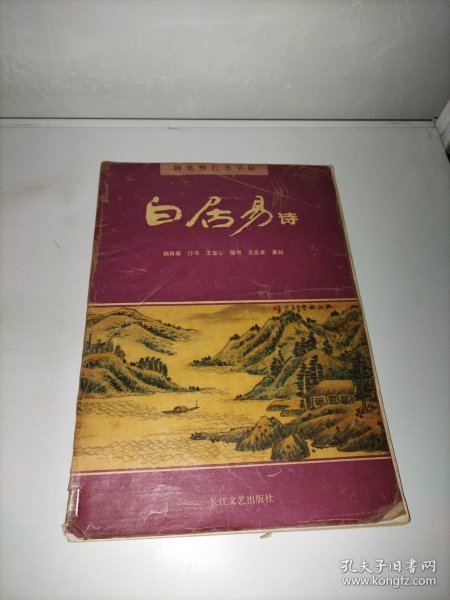 钢笔楷行书字帖
白居易诗
杨再春 行书 王宝心 楷书 王志革 篆刻
长江文艺出版社
孔夫子旧书网
www.kongfz.com